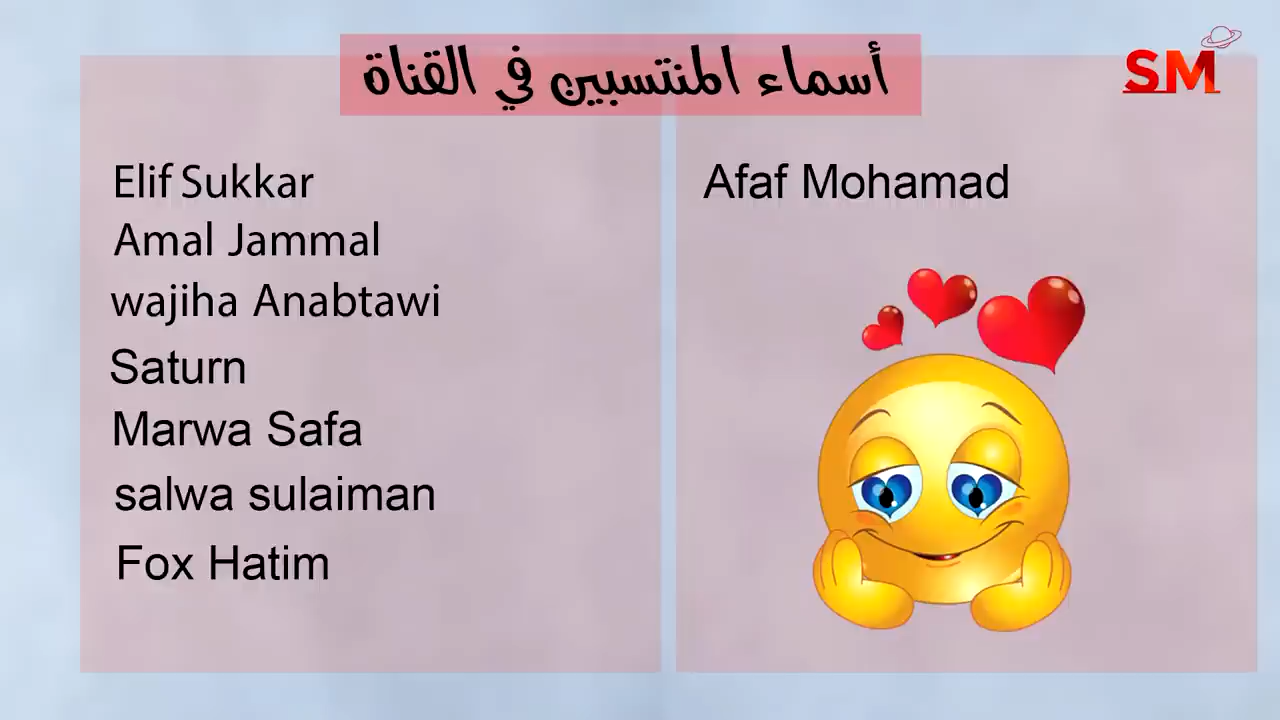 أسماء المنتسبين في القناة
SM
Elif Sukkar
Amal Jammal
wajiha Anabtawi
Saturn
Marwa Safa
salwa sulaiman
Fox Hatim
Afaf Mohamad